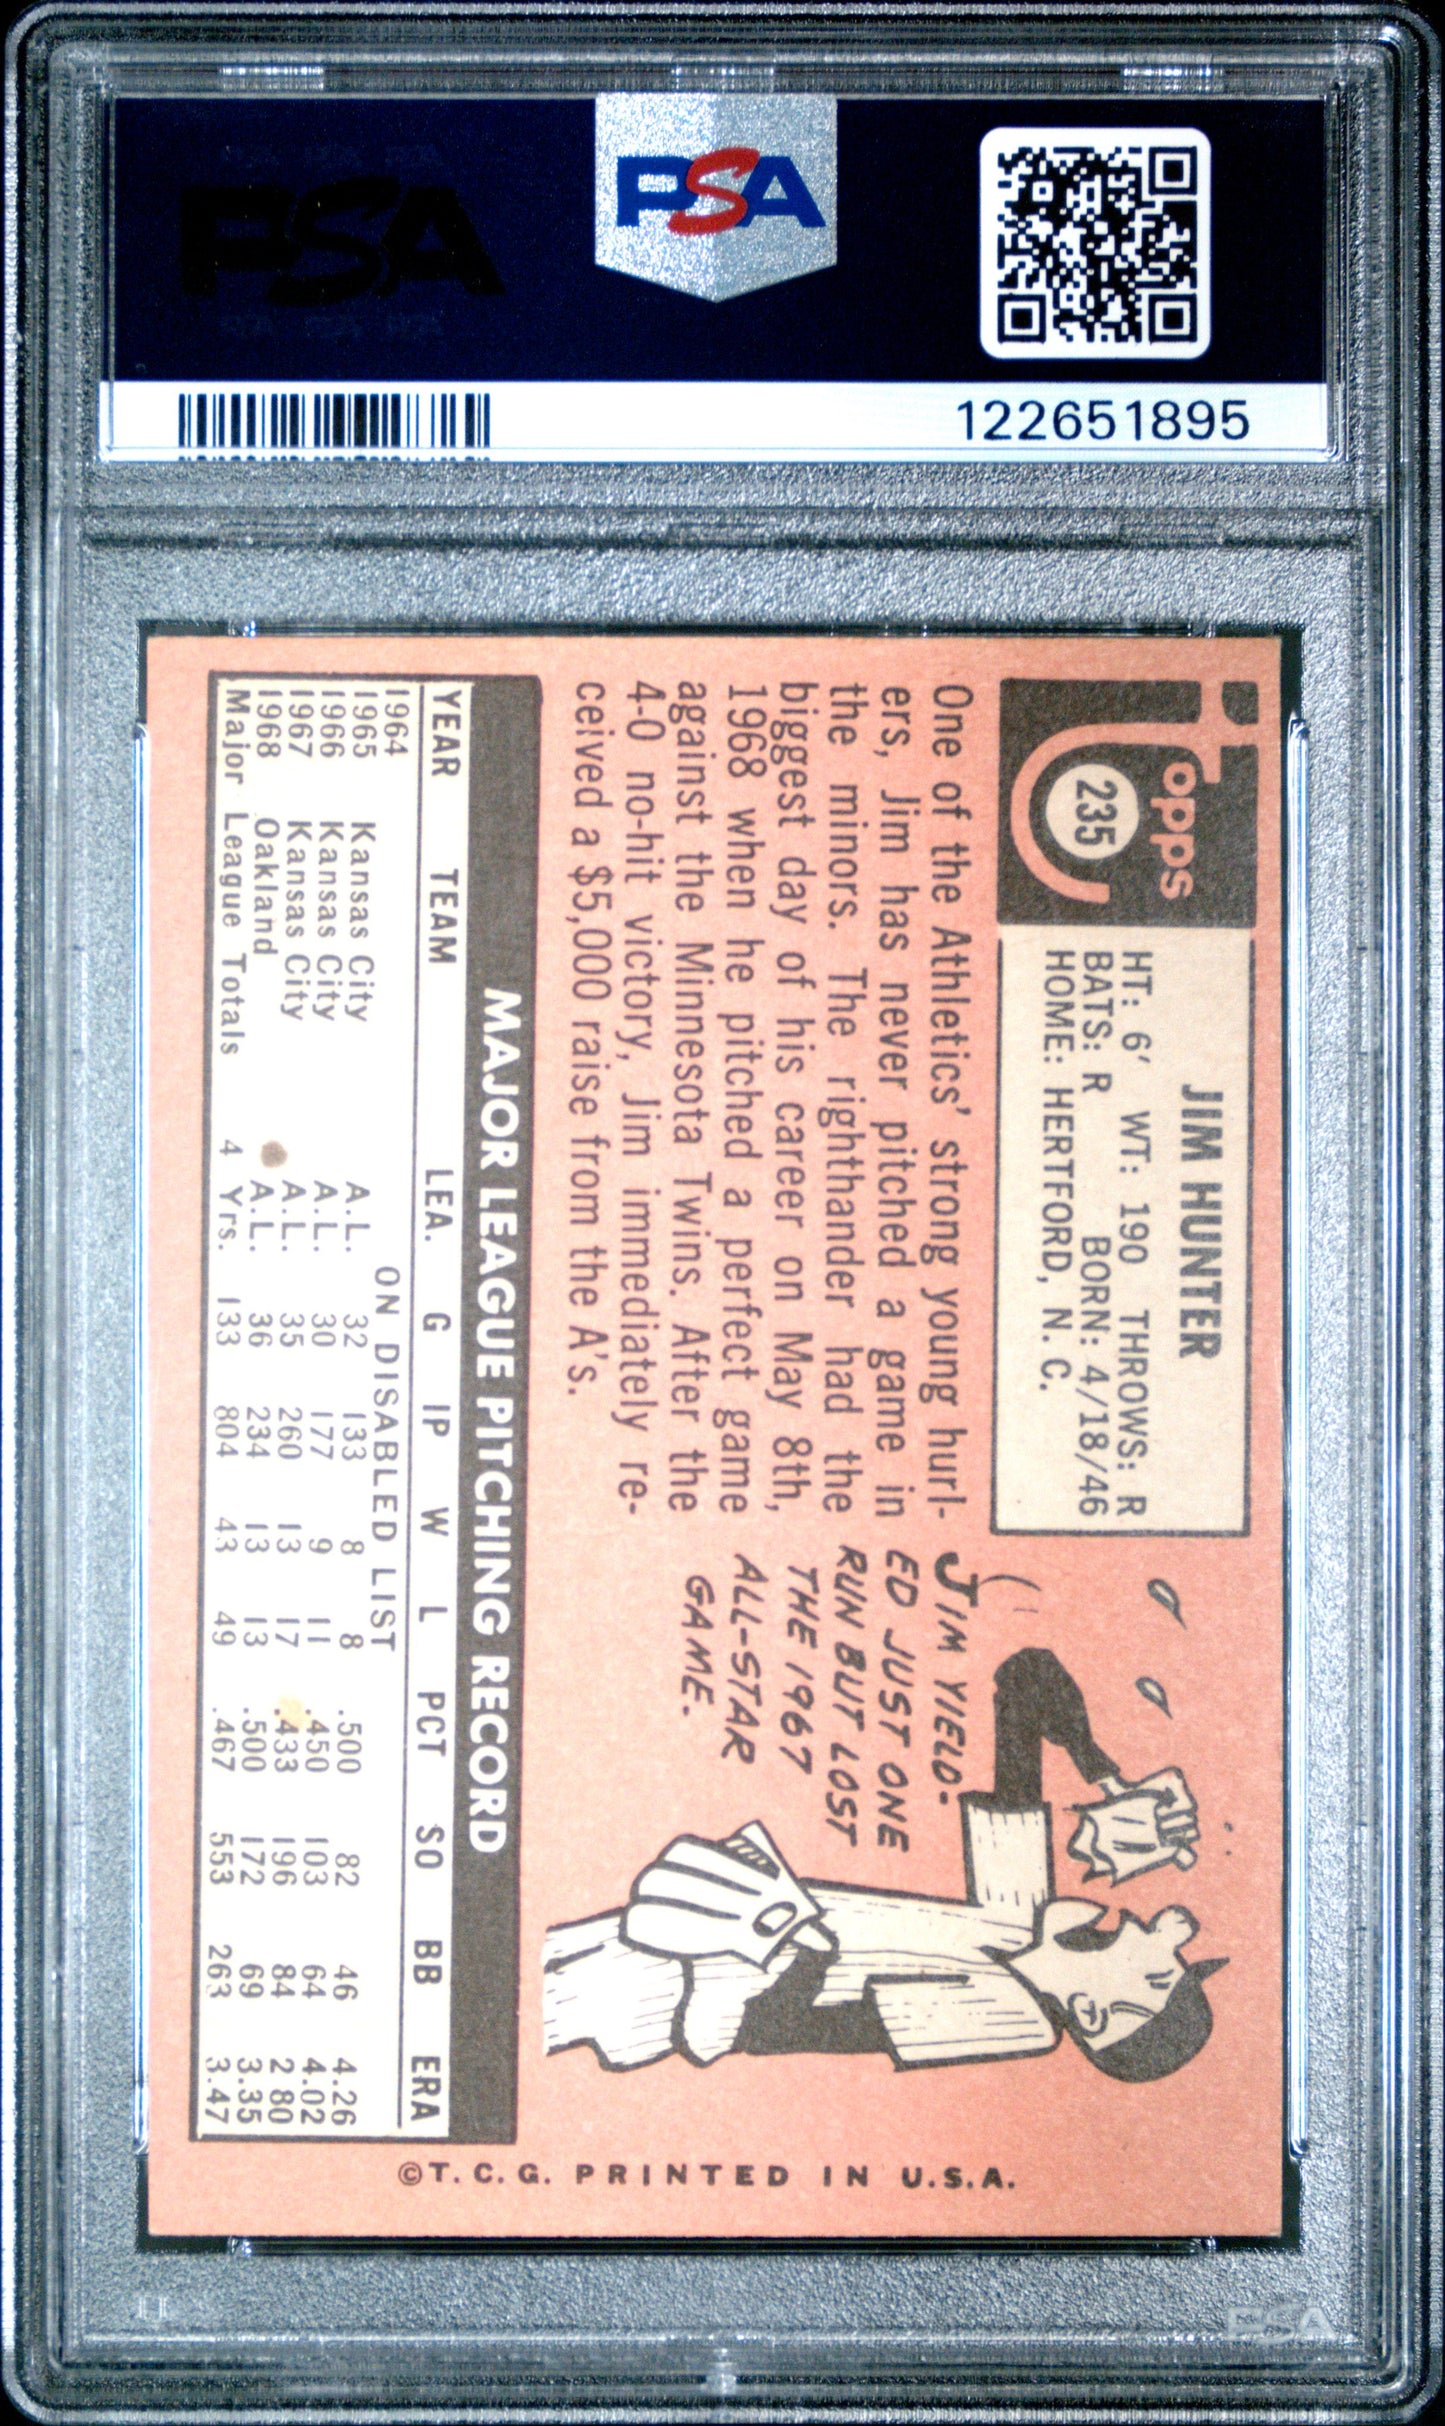 PSA
PSA
122651895
Topps
235
JIM HUNTER
HT: 6' WT: 190 THROWS: R
BATS: R BORN: 4/18/46
HOME: HERTFORD, N. C.
One of the Athletics' strong young hurl-
ers, Jim has never pitched a game in
the minors. The righthander had the
biggest day of his career on May 8th,
1968 when he pitched a perfect game
against the Minnesota Twins. After the
4-0 no-hit victory, Jim immediately re-
ceived a $5,000 raise from the A's.
JIM YIELD-
ED JUST ONE
RUN BUT LOST
THE 1967
ALL-STAR
GAME.
MAJOR LEAGUE PITCHING RECORD
YEAR TEAM LEA. G IP W L PCT SO BB ERA
1964 ON DISABLED LIST
1965 Kansas City A.L. 32 133 8 8 .500 82 46 4.26
1966 Kansas City A.L. 30 177 9 11 .450 103 64 4.02
1967 Kansas City A.L. 35 260 13 17 .433 196 84 2 80
1968 Oakland A.L. 36 234 13 13 .500 172 69 3.35
Major League Totals 4 Yrs. 133 804 43 49 .467 553 263 3.47
©T. C. G. PRINTED IN U.S.A.
PSA